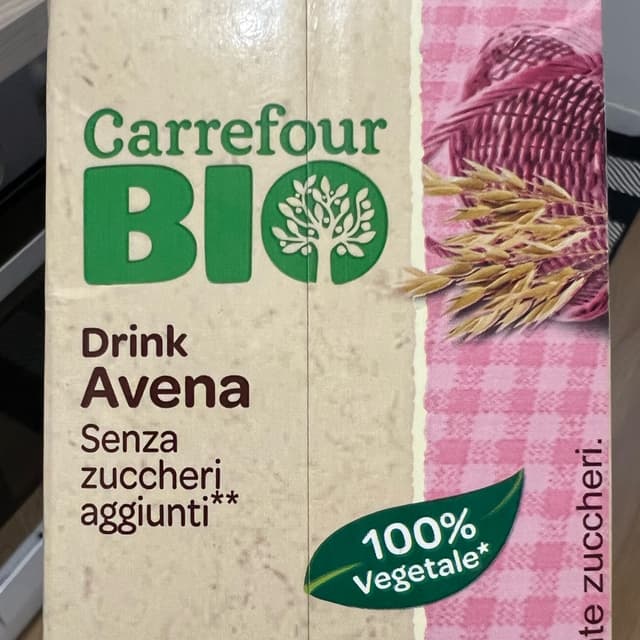 Carrefour
BIO
Drink
Avena
Senza
zuccheri
aggiunti**
100%
Vegetale*
te zuccheri.